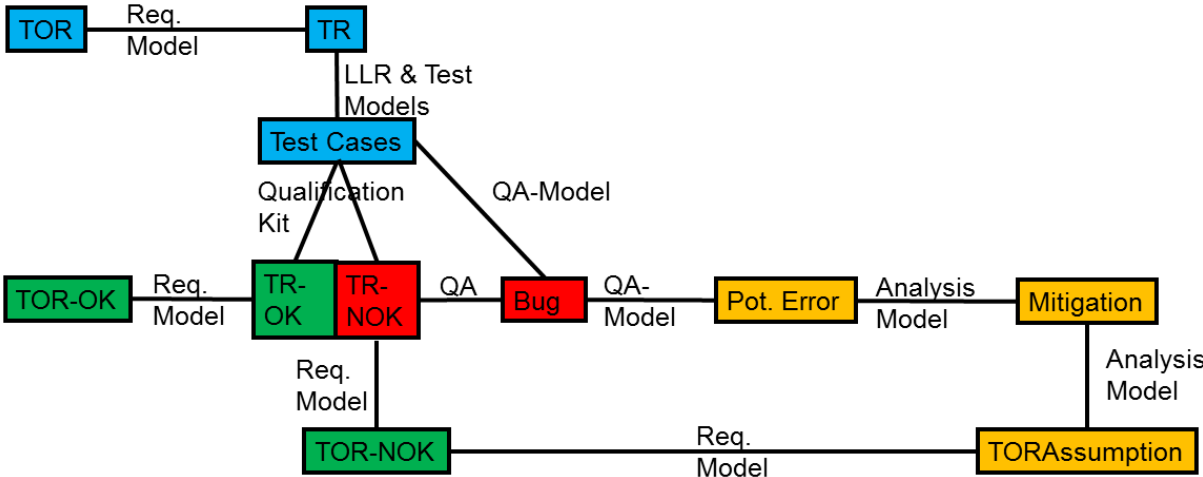 TOR
Req.
Model
TR
LLR & Test
Models
Test Cases
Qualification
Kit
QA-Model
TOR-OK
Req.
Model
TR-
OK
TR-
NOK
QA
Bug
QA-
Model
Pot. Error
Analysis
Model
Mitigation
Req.
Model
Analysis
Model
TOR-NOK
Req.
Model
TORAssumption